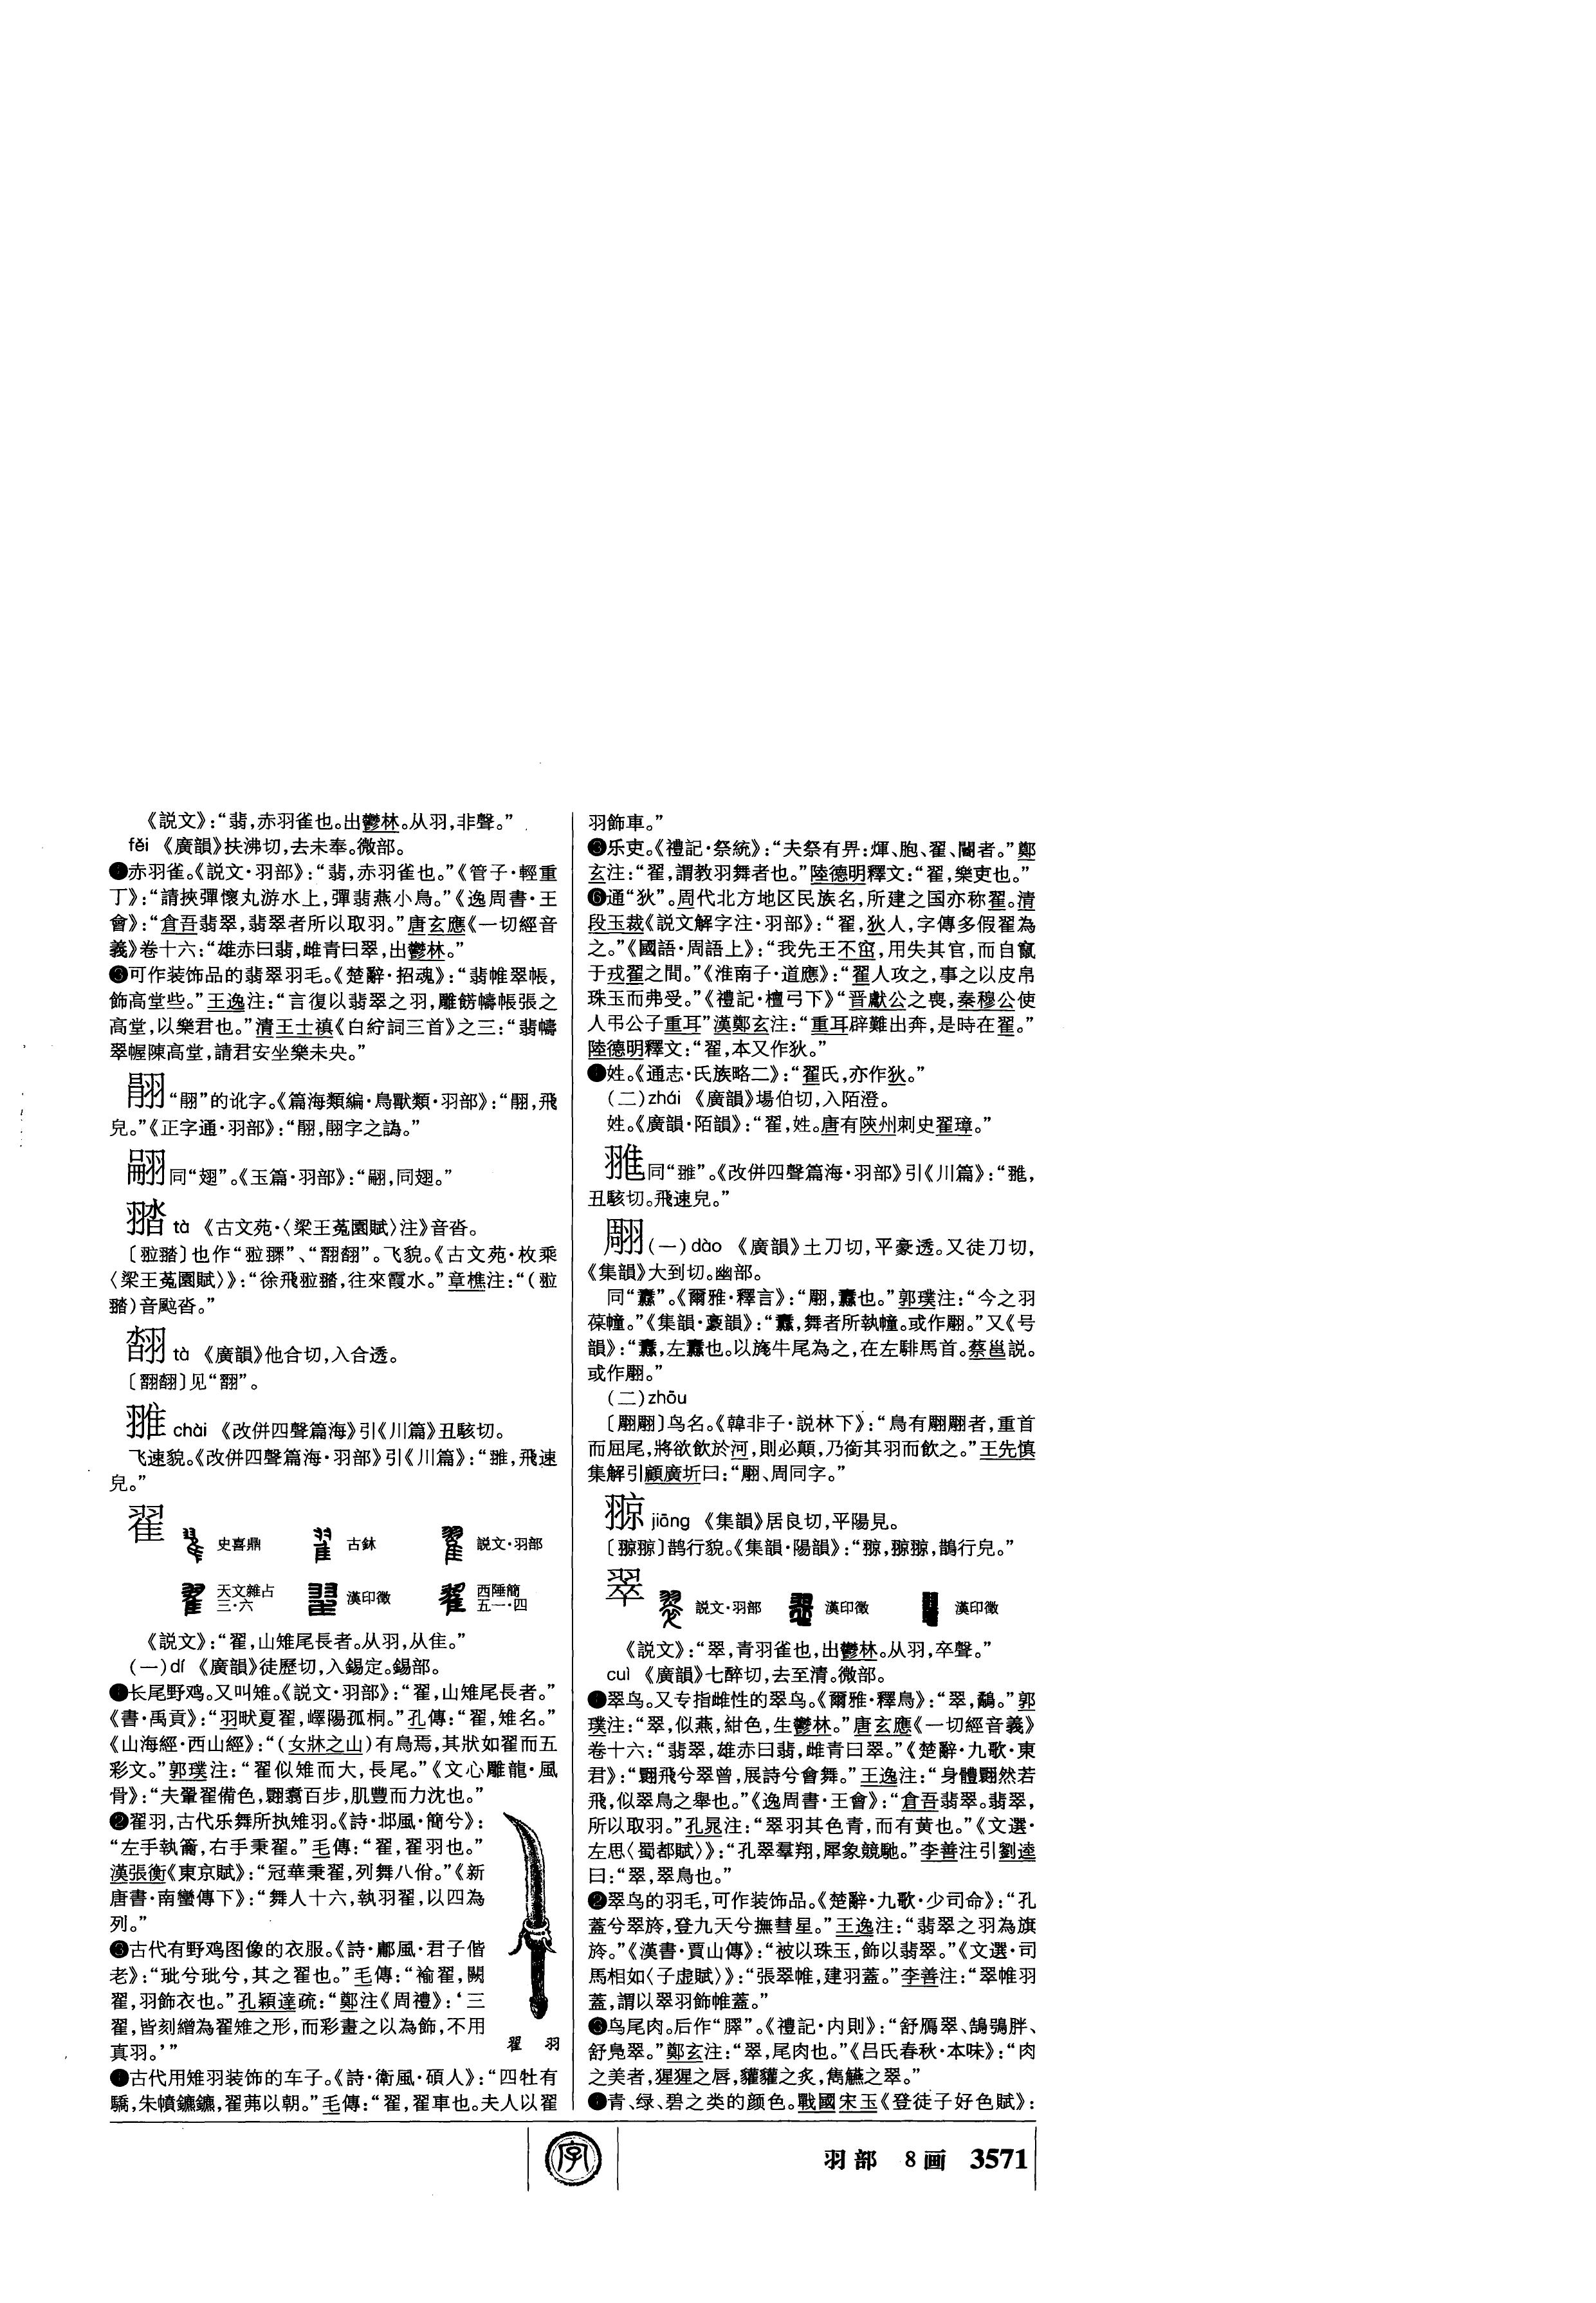 《説文》：“翡，赤羽雀也。出鬱林。从羽，非聲。”
fěi 《廣韻》扶沸切，去未奉。微部。
赤羽雀。《説文·羽部》：“翡，赤羽雀也。”《管子·輕重
丁》：“請挾彈懷丸游水上，彈翡燕小鳥。”《逸周書·王
會》：“倉吾翡翠，翡翠者所以取羽。”唐玄應《一切經音
義》卷十六：“雄赤曰翡，雌青曰翠，出鬱林。”
❸可作装饰品的翡翠羽毛。《楚辭·招魂》：“翡帷翠帳，
飾高堂些。”王逸注：“言復以翡翠之羽，雕飾幬帳張之
高堂，以樂君也。”清王士禛《白紵詞三首》之三：“翡幬
翠幄陳高堂，請君安坐樂未央。”
的讹字。《篇海類編·鳥獸類·羽部》：飛
皃。”《正字通·羽部》：字之譌。”
同“翅”。《玉篇·羽部》：同翅。”
tà 《古文苑·〈梁王菟園賦〉注》音沓。
也作 飞貌。《古文苑·枚乘
〈梁王菟園賦〉》：“徐飛 往來霞水。”章樵注：
音颭沓。”
tà 《廣韻》他合切，入合透。
见
chài 《改併四聲篇海》引《川篇》丑駭切。
飞速貌。《改併四聲篇海·羽部》引《川篇》：飛速
皃。”
翟 史喜鼎 古鉢 説文·羽部
天文雜占 三·六 漢印徵 西陲簡 五一·四
《説文》：“翟，山雉尾長者。从羽，从隹。”
(一)dí 《廣韻》徒歷切，入錫定。錫部。
❶长尾野鸡。又叫雉。《説文·羽部》：“翟，山雉尾長者。”
《書·禹貢》：“羽畎夏翟，嶧陽孤桐。”孔傳：“翟，雉名。”
《山海經·西山經》：“(女牀之山)有鳥焉，其狀如翟而五
彩文。”郭璞注：“翟似雉而大，長尾。”《文心雕龍·風
骨》：“夫翬翟備色，翾翥百步，肌豐而力沈也。”
❷翟羽，古代乐舞所执雉羽。《詩·邶風·簡兮》：
“左手執籥，右手秉翟。”毛傳：“翟，翟羽也。”
漢張衡《東京賦》：“冠華秉翟，列舞八佾。”《新
唐書·南蠻傳下》：“舞人十六，執羽翟，以四為
列。”
❸古代有野鸡图像的衣服。《詩·鄘風·君子偕
老》：“玼兮玼兮，其之翟也。”毛傳：“褕翟，闕
翟，羽飾衣也。”孔穎達疏：“鄭注《周禮》：‘三
翟，皆刻繒為翟雉之形，而彩畫之以為飾，不用
真羽。’”
翟 羽
古代用雉羽装饰的车子。《詩·衛風·碩人》：“四牡有
驕，朱幩鑣鑣，翟茀以朝。”毛傳：“翟，翟車也。夫人以翟
羽飾車。”
乐吏。《禮記·祭統》：“夫祭有畀：煇、胞、翟、閽者。”鄭
玄注：“翟，謂教羽舞者也。”陸德明釋文：“翟，樂吏也。”
❻通“狄”。周代北方地区民族名，所建之国亦称翟。清
段玉裁《説文解字注·羽部》：“翟，狄人，字傳多假翟為
之。”《國語·周語上》：“我先王不窋，用失其官，而自竄
于戎翟之間。”《淮南子·道應》：“翟人攻之，事之以皮帛
珠玉而弗受。”《禮記·檀弓下》“晋獻公之喪，秦穆公使
人弔公子重耳”漢鄭玄注：“重耳辟難出奔，是時在翟。”
陸德明釋文：“翟，本又作狄。”
姓。《通志·氏族略二》：“翟氏，亦作狄。”
(二)zhái 《廣韻》場伯切，入陌澄。
姓。《廣韻·陌韻》：“翟，姓。唐有陝州刺史翟璋。”
同 《改併四聲篇海·羽部》引《川篇》：
丑駭切。飛速皃。”
翢(一)dào 《廣韻》土刀切，平豪透。又徒刀切，
《集韻》大到切。幽部。
同“纛”。《爾雅·釋言》：“翢，纛也。”郭璞注：“今之羽
葆幢。”《集韻·豪韻》：“纛，舞者所執幢。或作翢。”又《号
韻》：“纛，左纛也。以旄牛尾為之，在左騑馬首。蔡邕説。
或作翢。”
(二)zhōu
〔翢翢〕鸟名。《韓非子·説林下》：“鳥有翢翢者，重首
而屈尾，將欲飲於河，則必顛，乃銜其羽而飲之。”王先慎
集解引顧廣圻曰：“翢、周同字。”
jiāng 《集韻》居良切，平陽見。
鹊行貌。《集韻·陽韻》：鵲行皃。”
翠 説文·羽部 漢印徵 漢印徵
《説文》：“翠，青羽雀也，出鬱林。从羽，卒聲。”
cuì 《廣韻》七醉切，去至清。微部。
❶翠鸟。又专指雌性的翠鸟。《爾雅·釋鳥》：“翠，鷸。”郭
璞注：“翠，似燕，紺色，生鬱林。”唐玄應《一切經音義》
卷十六：“翡翠，雄赤曰翡，雌青曰翠。”《楚辭·九歌·東
君》：“翾飛兮翠曾，展詩兮會舞。”王逸注：“身體翾然若
飛，似翠鳥之舉也。”《逸周書·王會》：“倉吾翡翠。翡翠，
所以取羽。”孔晁注：“翠羽其色青，而有黄也。”《文選·
左思〈蜀都賦〉》：“孔翠羣翔，犀象競馳。”李善注引劉逵
曰：“翠，翠鳥也。”
❷翠鸟的羽毛，可作装饰品。《楚辭·九歌·少司命》：“孔
蓋兮翠旍，登九天兮撫彗星。”王逸注：“翡翠之羽為旗
旍。”《漢書·賈山傳》：“被以珠玉，飾以翡翠。”《文選·司
馬相如〈子虚賦〉》：“張翠帷，建羽蓋。”李善注：“翠帷羽
蓋，謂以翠羽飾帷蓋。”
❸鸟尾肉。后作“膵”。《禮記·内則》：“舒鴈翠、鵠鴞胖、
舒鳧翠。”鄭玄注：“翠，尾肉也。”《吕氏春秋·本味》：“肉
之美者，猩猩之唇，貛貛之炙，雋觾之翠。”
青、绿、碧之类的颜色。戰國宋玉《登徒子好色賦》：
字
羽部 8画 3571